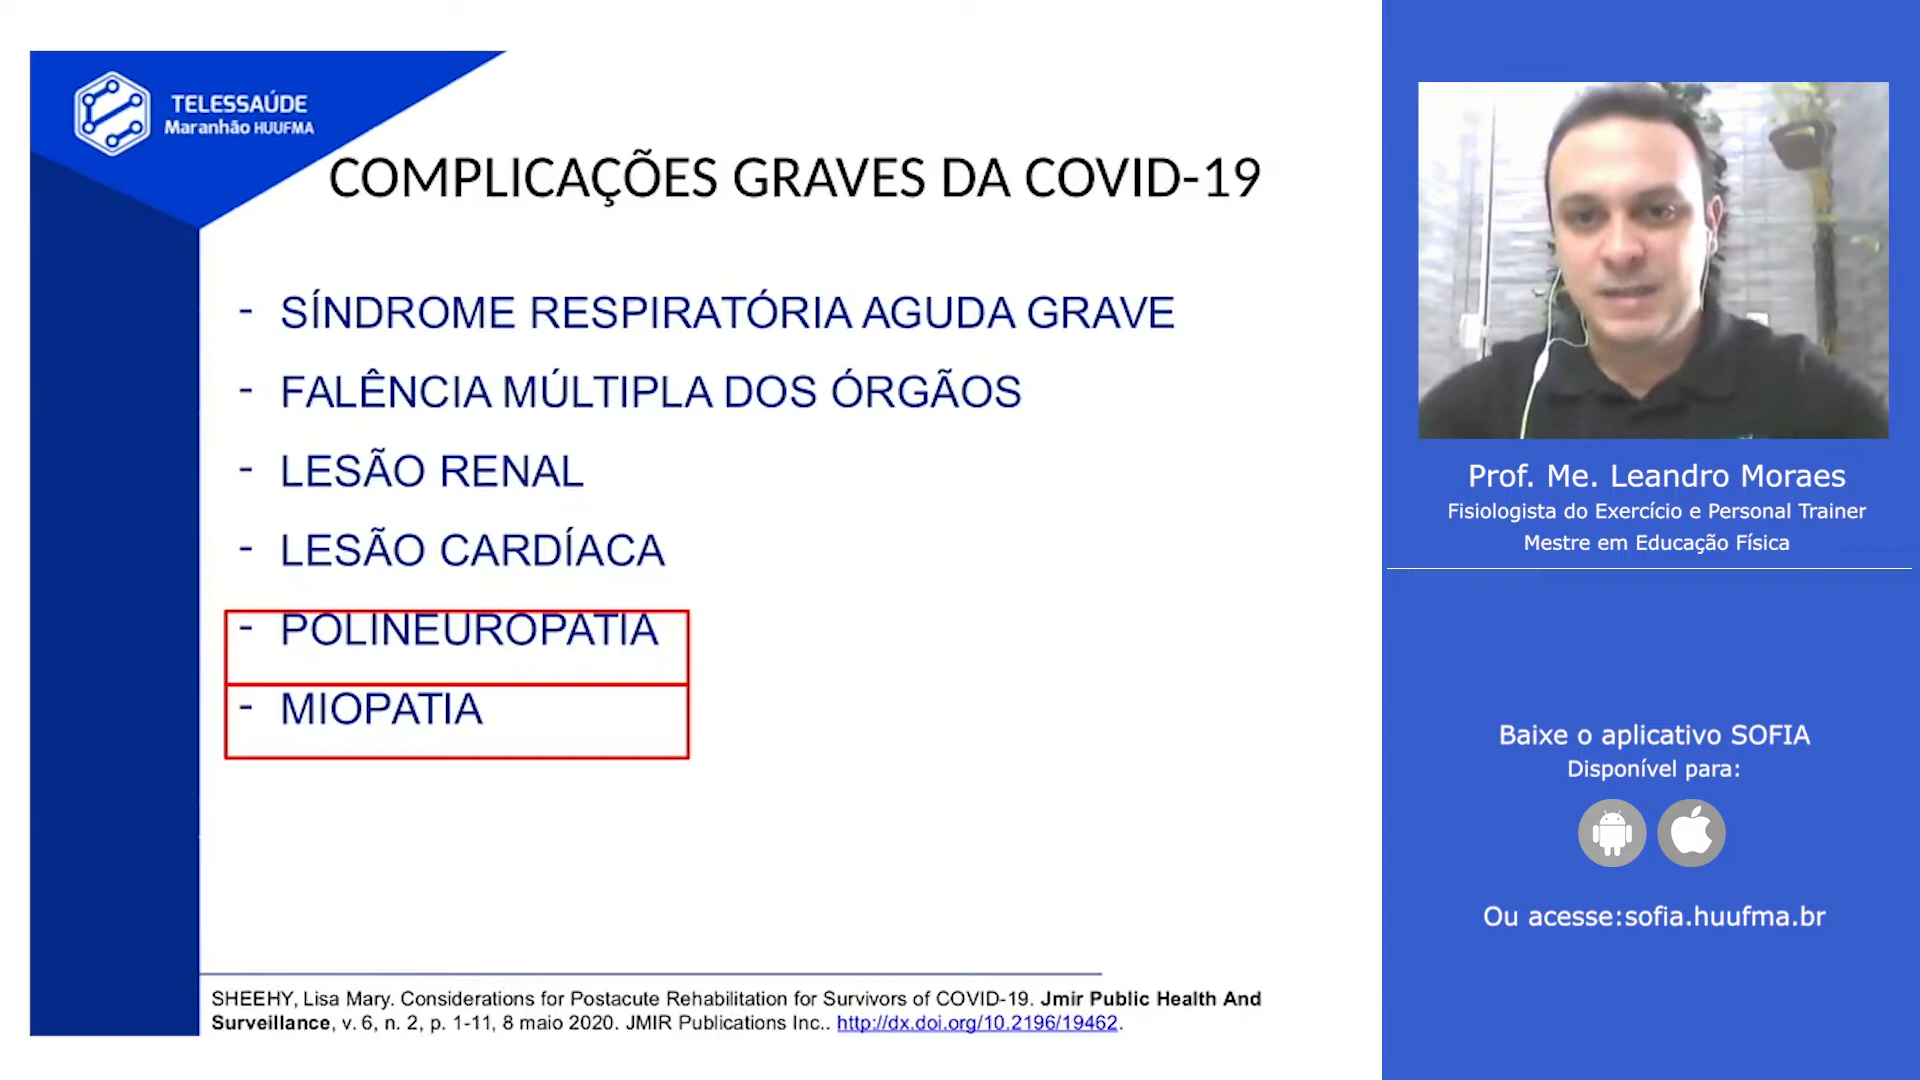 TELESSAÚDE
Maranhão HUUFMA
COMPLICAÇÕES GRAVES DA COVID-19
- SÍNDROME RESPIRATÓRIA AGUDA GRAVE
- FALÊNCIA MÚLTIPLA DOS ÓRGÃOS
- LESÃO RENAL
- LESÃO CARDÍACA
- POLINEUROPATIA
- MIOPATIA
SHEEHY, Lisa Mary. Considerations for Postacute Rehabilitation for Survivors of COVID-19. Jmir Public Health And
Surveillance, v. 6, n. 2, p. 1-11, 8 maio 2020. JMIR Publications Inc.. http://dx.doi.org/10.2196/19462.
Prof. Me. Leandro Moraes
Fisiologista do Exercício e Personal Trainer
Mestre em Educação Física
Baixe o aplicativo SOFIA
Disponível para:
Ou acesse:sofia.huufma.br